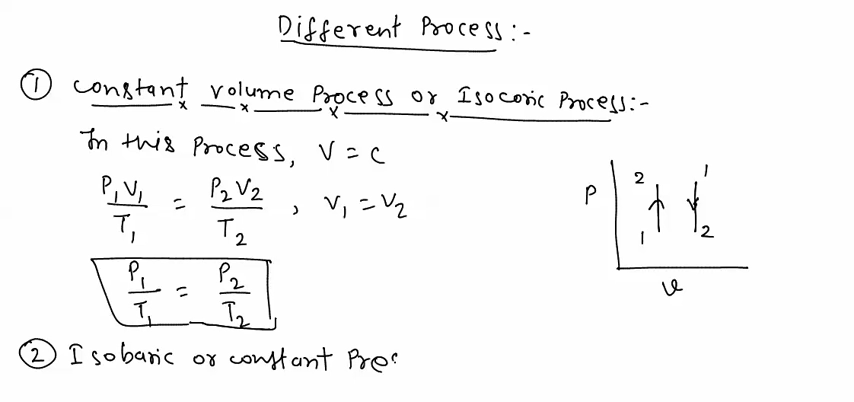 Different Process:-
① Constant volume Process or Isocoric Process:-
In this Process, V = C
P₁V₁/T₁ = P₂V₂/T₂ , V₁ = V₂
P₁/T₁ = P₂/T₂
P 2 1 1 2
v
② Isobaric or constant Pres